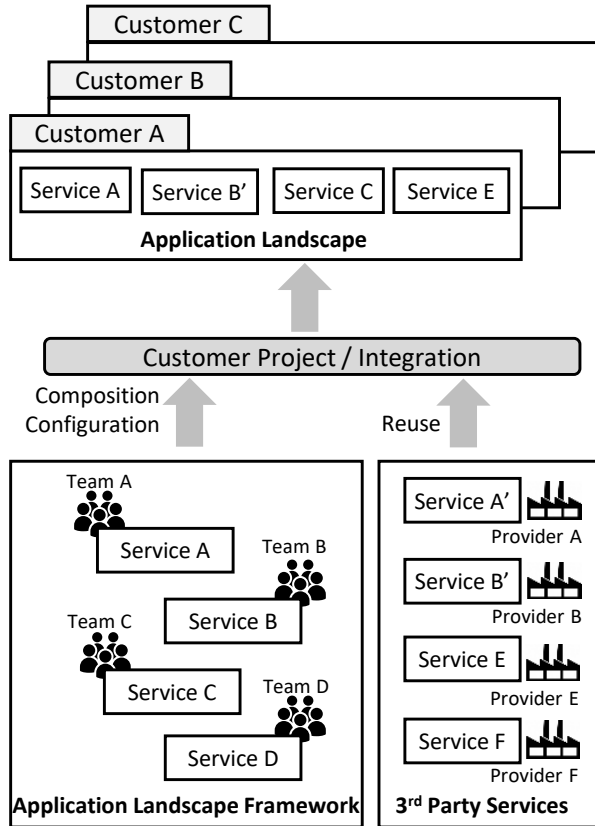 Customer C
Customer B
Customer A
Service A
Service B’
Service C
Service E
Application Landscape
Customer Project / Integration
Composition
Configuration
Reuse
Team A
Service A
Team B
Service B
Team C
Service C
Team D
Service D
Application Landscape Framework
Service A’
Provider A
Service B’
Provider B
Service E
Provider E
Service F
Provider F
3rd Party Services